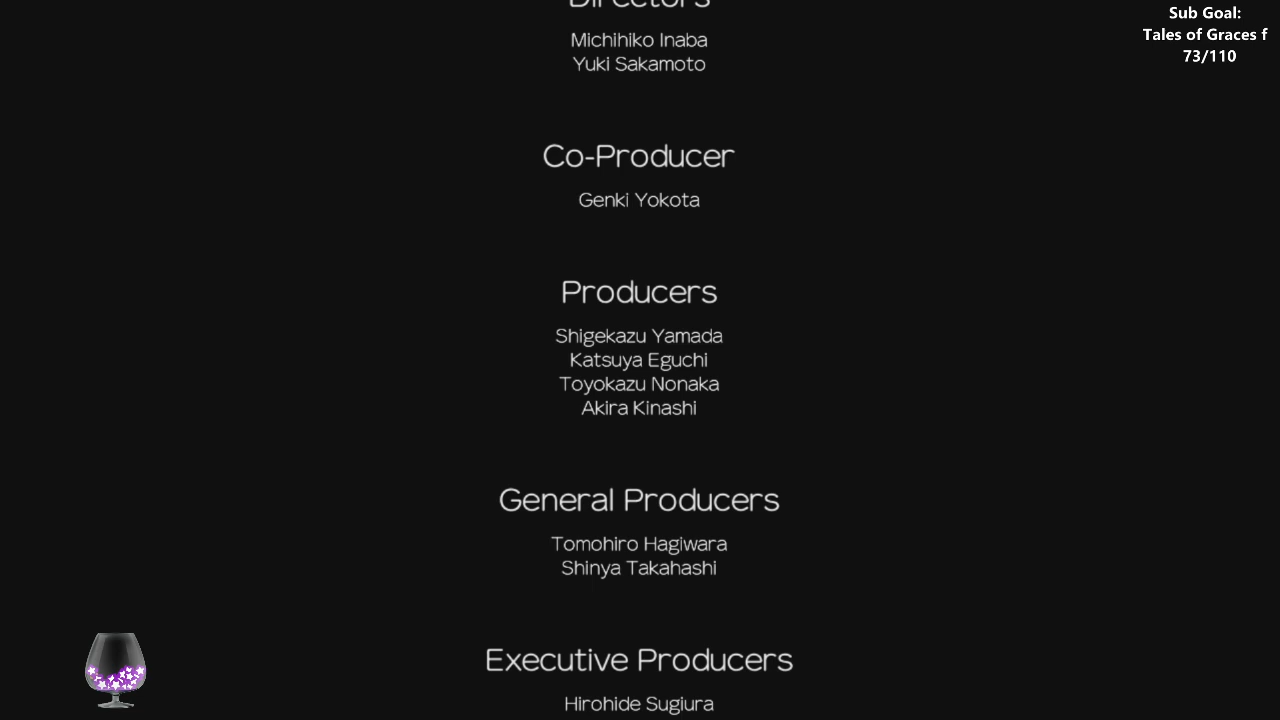 Directors
Michihiko Inaba
Yuki Sakamoto
Co-Producer
Genki Yokota
Producers
Shigekazu Yamada
Katsuya Eguchi
Toyokazu Nonaka
Akira Kinashi
General Producers
Tomohiro Hagiwara
Shinya Takahashi
Executive Producers
Hirohide Sugiura
Sub Goal:
Tales of Graces f
73/110